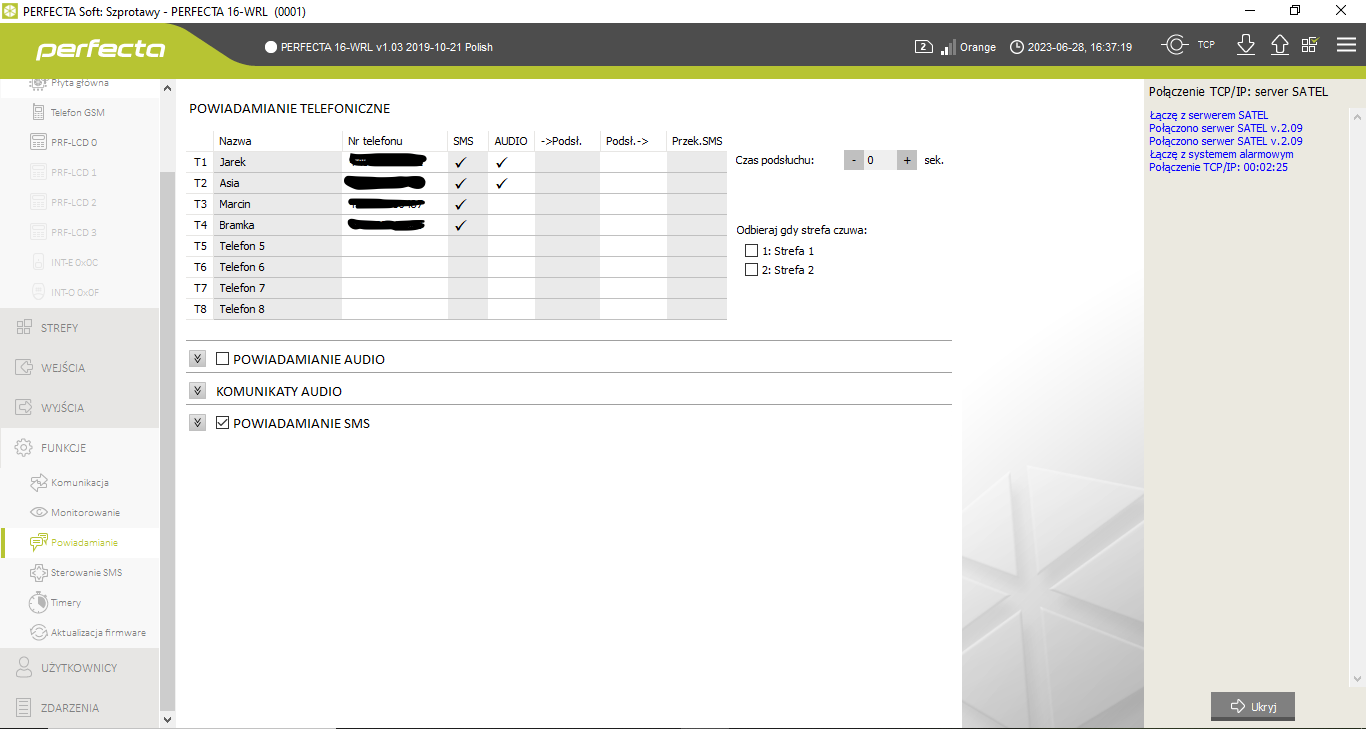 PERFECTA Soft: Szprotawy - PERFECTA 16-WRL (0001)
perfecta
PERFECTA 16-WRL v1.03 2019-10-21 Polish
2 Orange 2023-06-28, 16:37:19 TCP
Płyta główna
Telefon GSM
PRF-LCD 0
PRF-LCD 1
PRF-LCD 2
PRF-LCD 3
INT-E 0x0C
INT-O 0x0F
STREFY
WEJŚCIA
WYJŚCIA
FUNKCJE
Komunikacja
Monitorowanie
Powiadamianie
Sterowanie SMS
Timery
Aktualizacja firmware
UŻYTKOWNICY
ZDARZENIA
POWIADAMIANIE TELEFONICZNE
Nazwa Nr telefonu SMS AUDIO ->Podsł. Podsł.-> Przek.SMS
T1 Jarek ✓ ✓
T2 Asia ✓ ✓
T3 Marcin ✓
T4 Bramka ✓
T5 Telefon 5
T6 Telefon 6
T7 Telefon 7
T8 Telefon 8
Czas podsłuchu: - 0 + sek.
Odbieraj gdy strefa czuwa:
1: Strefa 1
2: Strefa 2
POWIADAMIANIE AUDIO
KOMUNIKATY AUDIO
POWIADAMIANIE SMS
Połączenie TCP/IP: server SATEL
Łączę z serwerem SATEL
Połączono serwer SATEL v.2.09
Połączono serwer SATEL v.2.09
Łączę z systemem alarmowym
Połączenie TCP/IP: 00:02:25
Ukryj